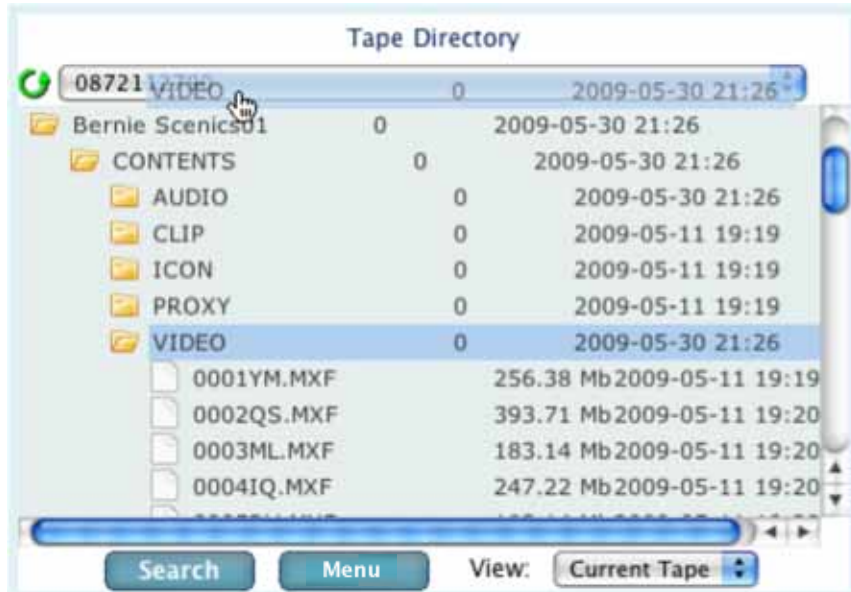 Tape Directory
08721
VIDEO 0 2009-05-30 21:26
Bernie Scenics01 0 2009-05-30 21:26
CONTENTS 0 2009-05-30 21:26
AUDIO 0 2009-05-30 21:26
CLIP 0 2009-05-11 19:19
ICON 0 2009-05-11 19:19
PROXY 0 2009-05-11 19:19
VIDEO 0 2009-05-30 21:26
0001YM.MXF 256.38 Mb 2009-05-11 19:19
0002QS.MXF 393.71 Mb 2009-05-11 19:20
0003ML.MXF 183.14 Mb 2009-05-11 19:20
0004IQ.MXF 247.22 Mb 2009-05-11 19:20
Search Menu View: Current Tape